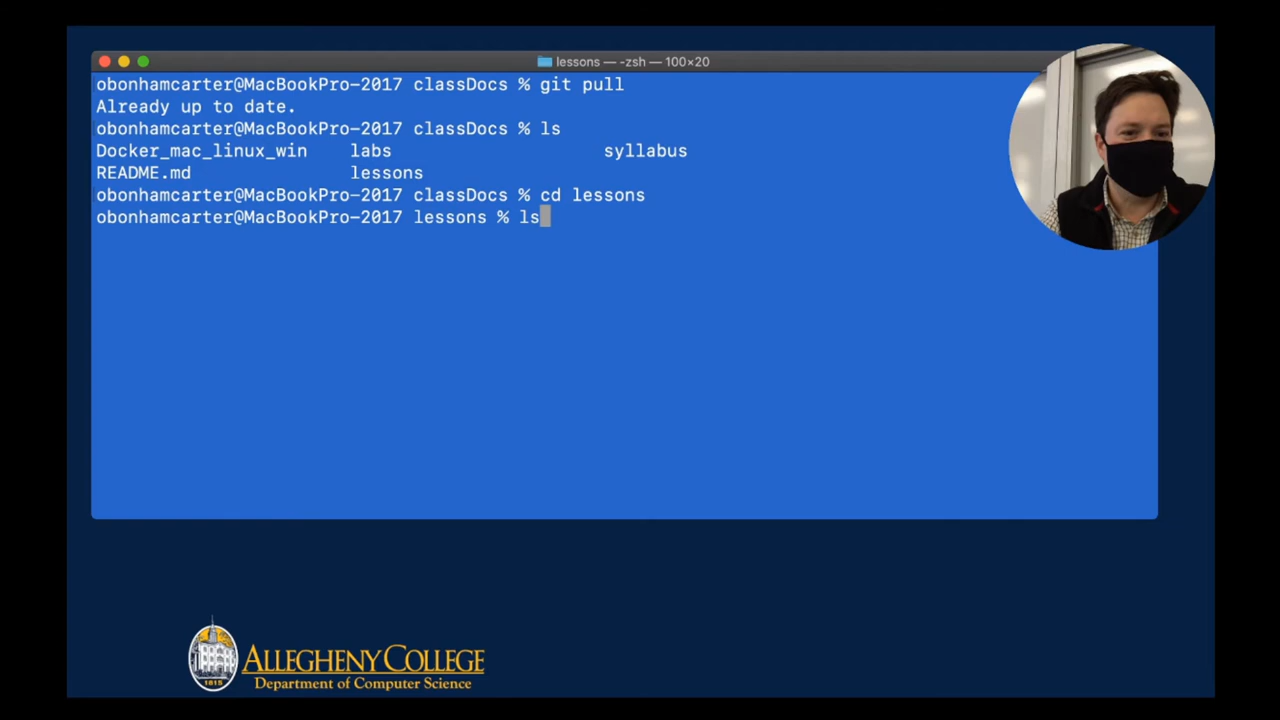 lessons — -zsh — 100×20
obonhamcarter@MacBookPro-2017 classDocs % git pull
Already up to date.
obonhamcarter@MacBookPro-2017 classDocs % ls
Docker_mac_linux_win labs syllabus
README.md lessons
obonhamcarter@MacBookPro-2017 classDocs % cd lessons
obonhamcarter@MacBookPro-2017 lessons % ls
1815
ALLEGHENY COLLEGE
Department of Computer Science